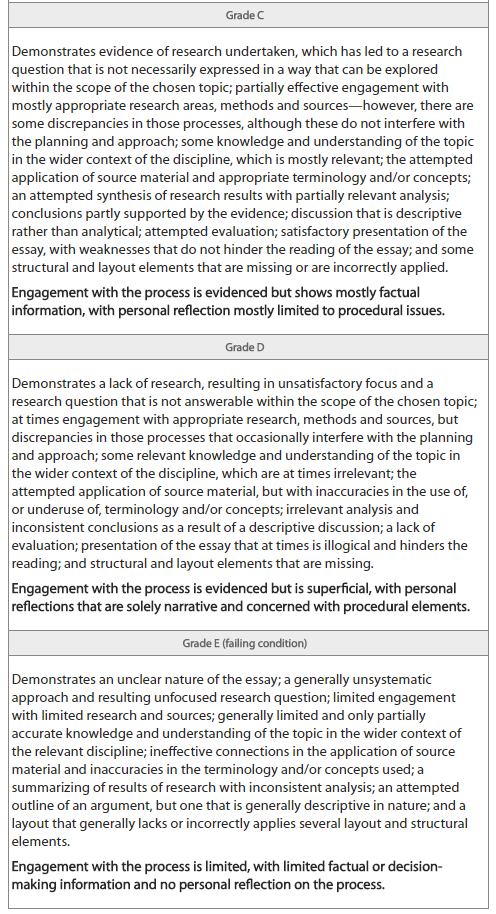 Grade C
Demonstrates evidence of research undertaken, which has led to a research
question that is not necessarily expressed in a way that can be explored
within the scope of the chosen topic; partially effective engagement with
mostly appropriate research areas, methods and sources—however, there are
some discrepancies in those processes, although these do not interfere with
the planning and approach; some knowledge and understanding of the topic
in the wider context of the discipline, which is mostly relevant; the attempted
application of source material and appropriate terminology and/or concepts;
an attempted synthesis of research results with partially relevant analysis;
conclusions partly supported by the evidence; discussion that is descriptive
rather than analytical; attempted evaluation; satisfactory presentation of the
essay, with weaknesses that do not hinder the reading of the essay; and some
structural and layout elements that are missing or are incorrectly applied.
Engagement with the process is evidenced but shows mostly factual
information, with personal reflection mostly limited to procedural issues.
Grade D
Demonstrates a lack of research, resulting in unsatisfactory focus and a
research question that is not answerable within the scope of the chosen topic;
at times engagement with appropriate research, methods and sources, but
discrepancies in those processes that occasionally interfere with the planning
and approach; some relevant knowledge and understanding of the topic in
the wider context of the discipline, which are at times irrelevant; the
attempted application of source material, but with inaccuracies in the use of,
or underuse of, terminology and/or concepts; irrelevant analysis and
inconsistent conclusions as a result of a descriptive discussion; a lack of
evaluation; presentation of the essay that at times is illogical and hinders the
reading; and structural and layout elements that are missing.
Engagement with the process is evidenced but is superficial, with personal
reflections that are solely narrative and concerned with procedural elements.
Grade E (failing condition)
Demonstrates an unclear nature of the essay; a generally unsystematic
approach and resulting unfocused research question; limited engagement
with limited research and sources; generally limited and only partially
accurate knowledge and understanding of the topic in the wider context of
the relevant discipline; ineffective connections in the application of source
material and inaccuracies in the terminology and/or concepts used; a
summarizing of results of research with inconsistent analysis; an attempted
outline of an argument, but one that is generally descriptive in nature; and a
layout that generally lacks or incorrectly applies several layout and structural
elements.
Engagement with the process is limited, with limited factual or decision-
making information and no personal reflection on the process.